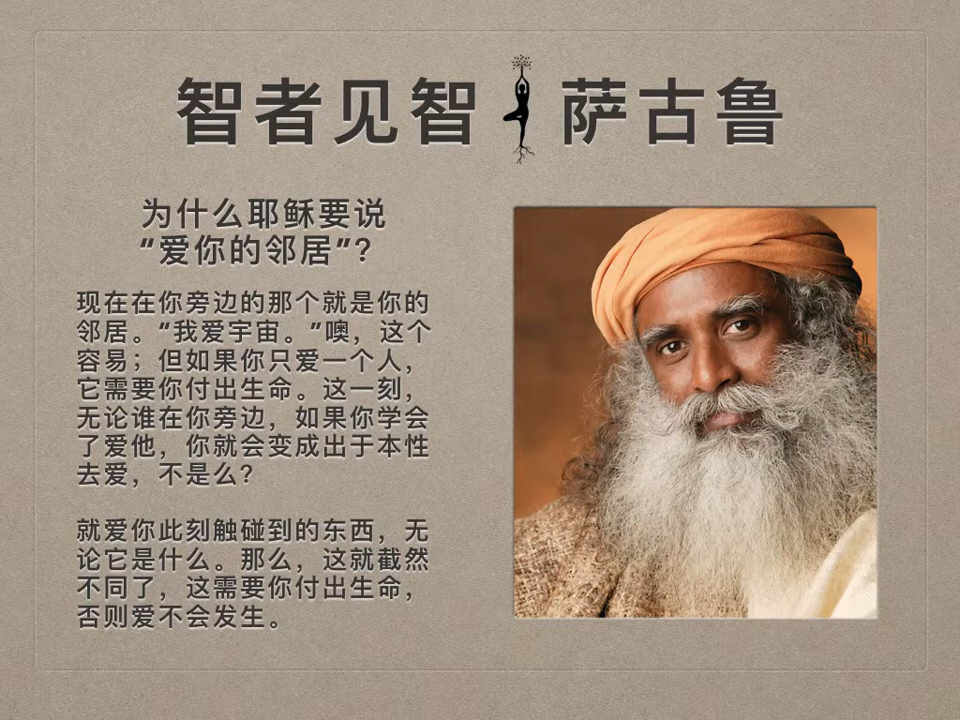 智者见智 萨古鲁
为什么耶稣要说
“爱你的邻居”？
现在在你旁边的那个就是你的
邻居。“我爱宇宙。”噢，这个
容易；但如果你只爱一个人，
它需要你付出生命。这一刻，
无论谁在你旁边，如果你学会
了爱他，你就会变成出于本性
去爱，不是么？
就爱你此刻触碰到的东西，无
论它是什么。那么，这就截然
不同了，这需要你付出生命，
否则爱不会发生。